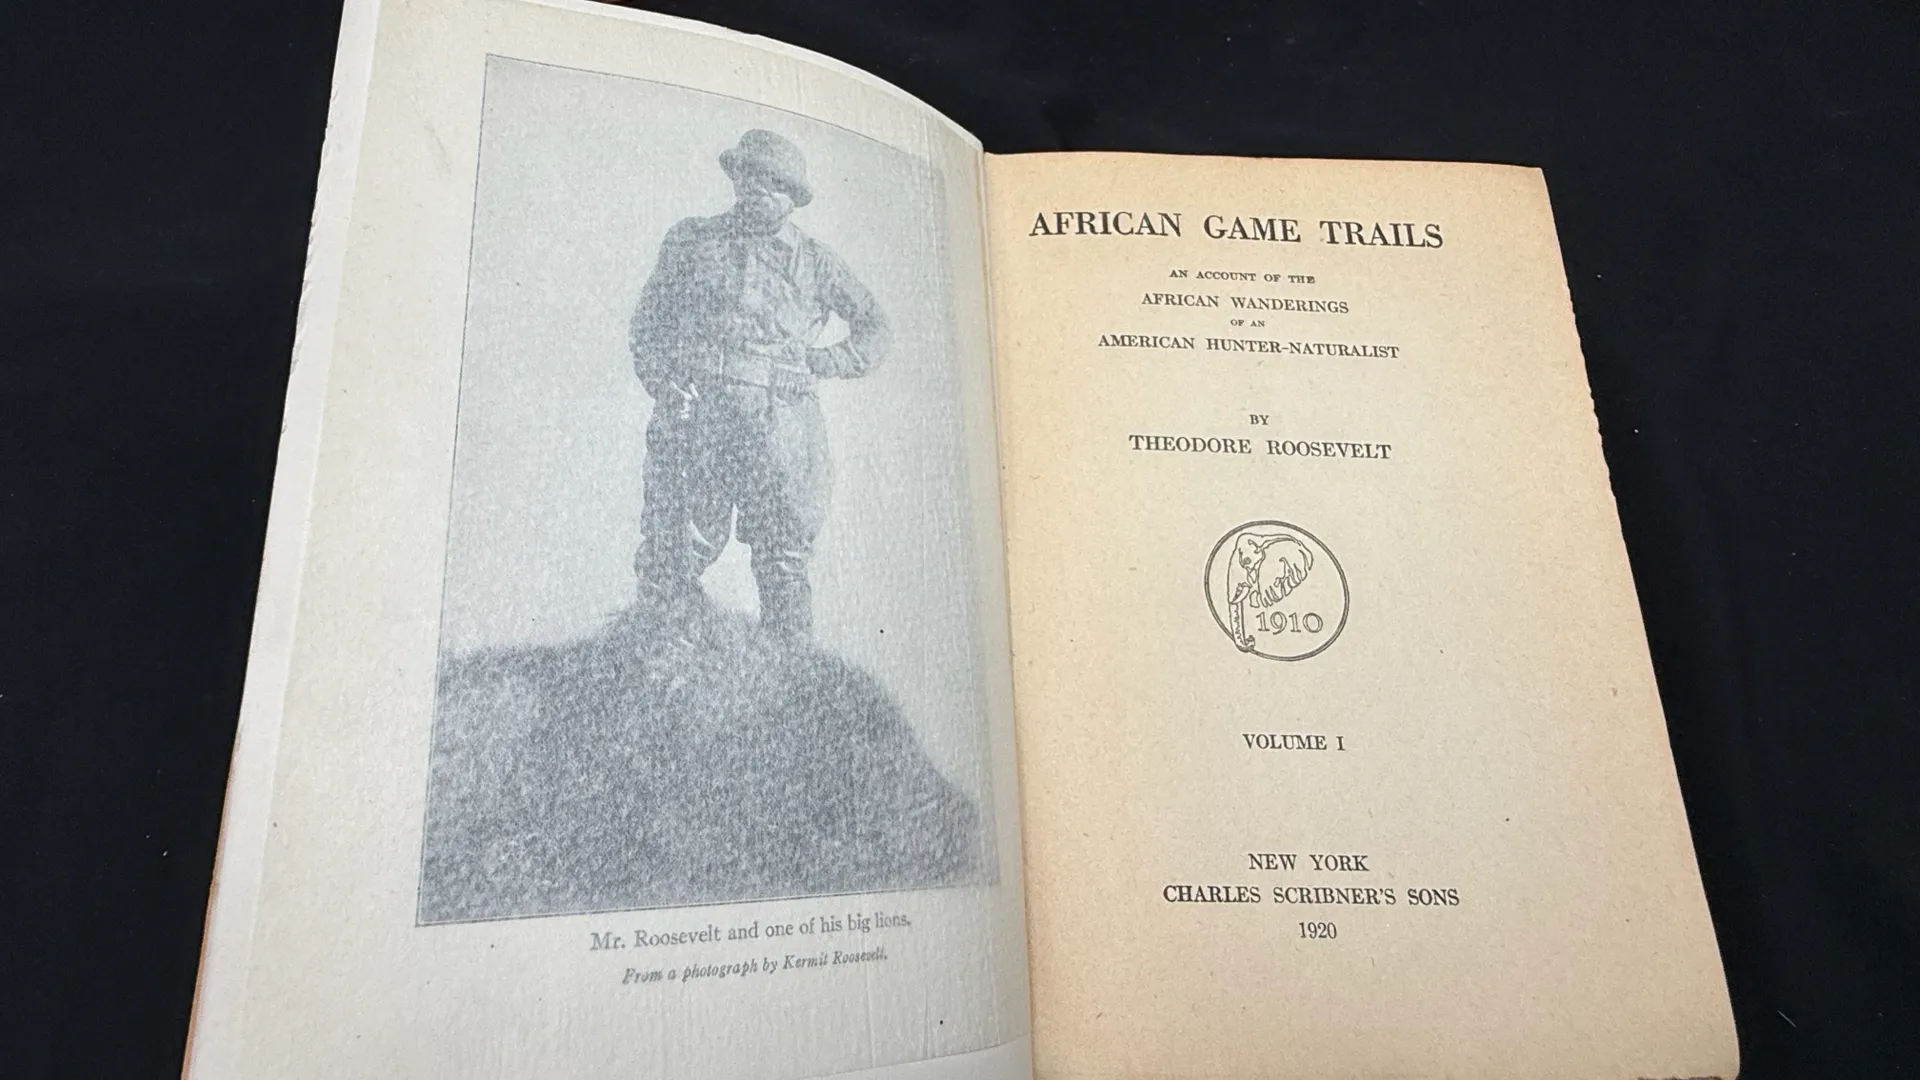 Mr. Roosevelt and one of his big lions.
From a photograph by Kermit Roosevelt.
AFRICAN GAME TRAILS
AN ACCOUNT OF THE
AFRICAN WANDERINGS
OF AN
AMERICAN HUNTER-NATURALIST
BY
THEODORE ROOSEVELT
1910
VOLUME I
NEW YORK
CHARLES SCRIBNER'S SONS
1920